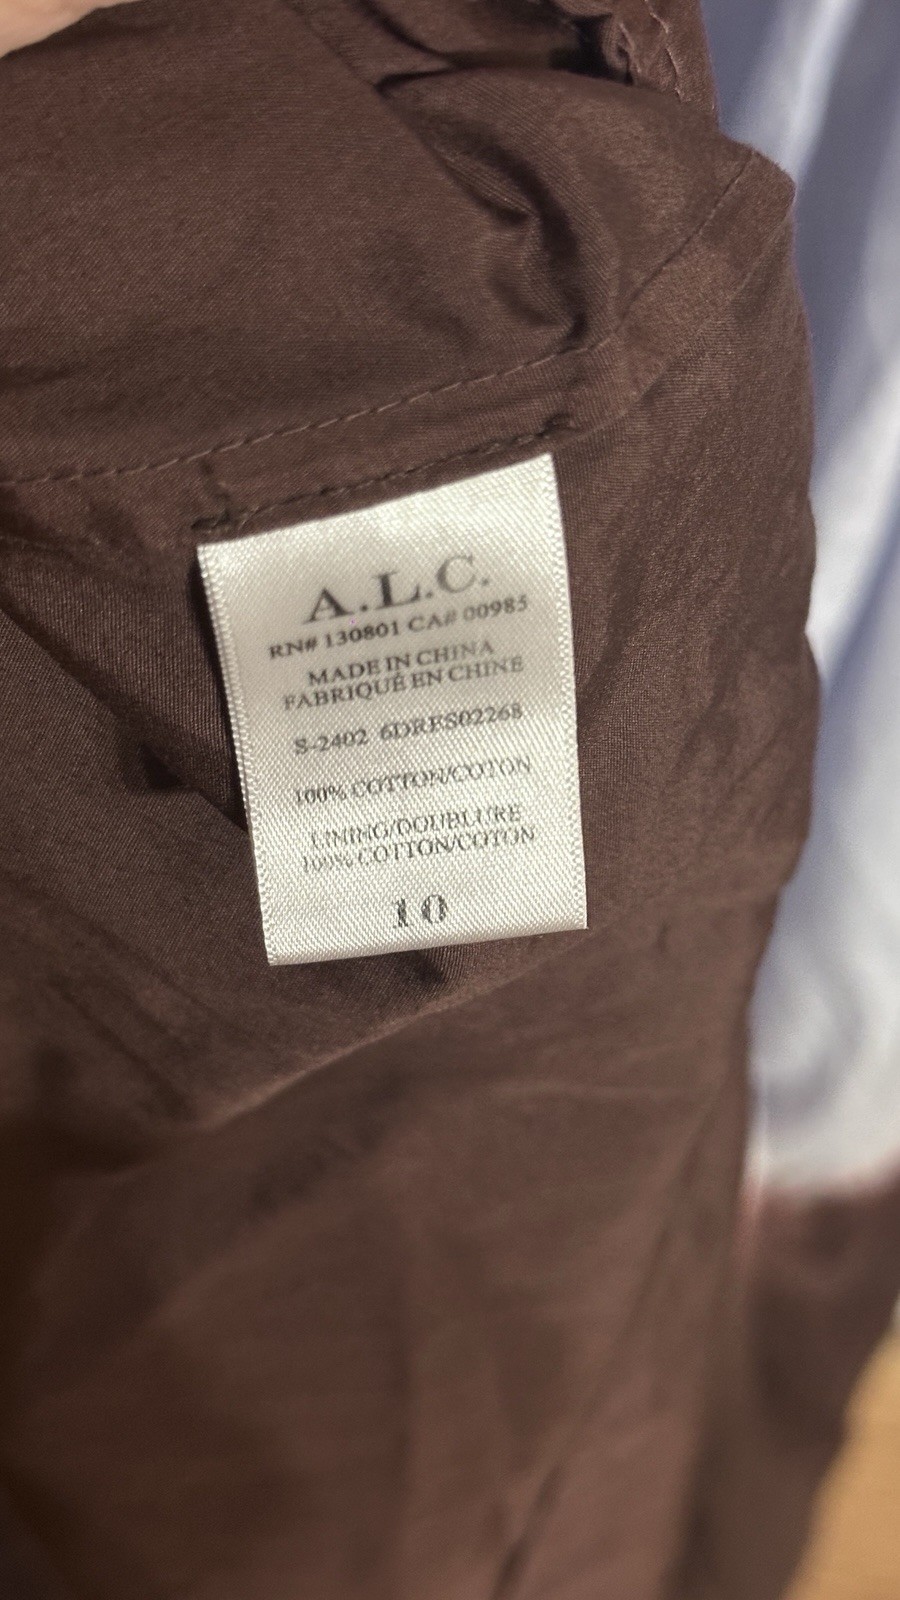 A.L.C.
RN# 130801 CA# 00985
MADE IN CHINA
FABRIQUÉ EN CHINE
S-2402 6DRES02268
100% COTTON/COTON
LINING/DOUBLURE
100% COTTON/COTON
10